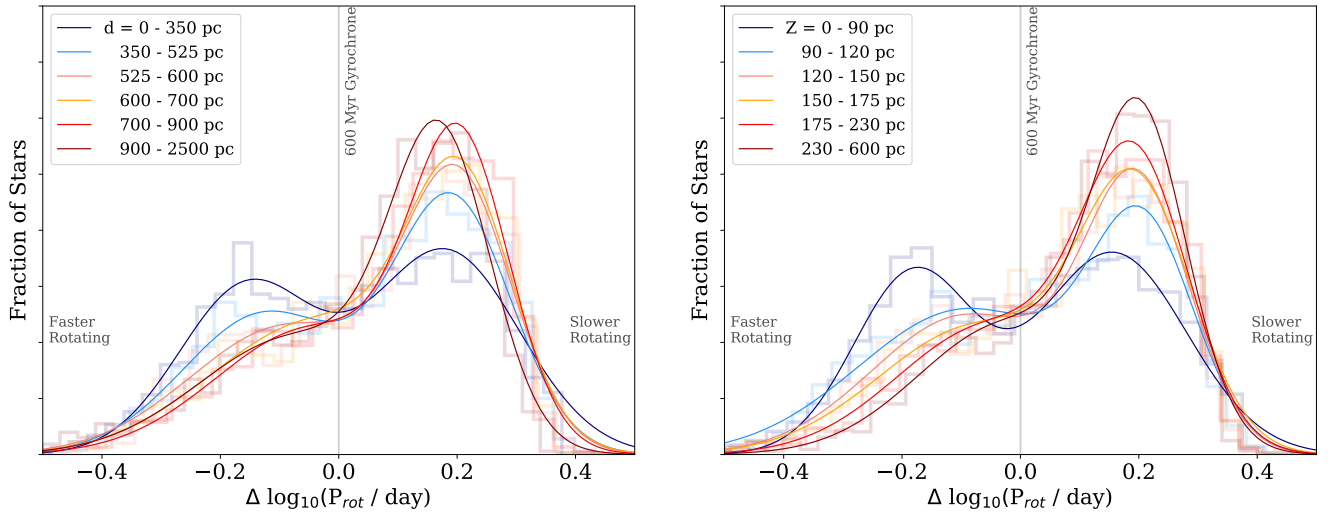 d = 0 - 350 pc
350 - 525 pc
525 - 600 pc
600 - 700 pc
700 - 900 pc
900 - 2500 pc
600 Myr Gyrochrone
Fraction of Stars
Faster
Rotating
Slower
Rotating
−0.4 −0.2 0.0 0.2 0.4
Δ log₁₀(Pᵣₒₜ / day)
Z = 0 - 90 pc
90 - 120 pc
120 - 150 pc
150 - 175 pc
175 - 230 pc
230 - 600 pc
600 Myr Gyrochrone
Fraction of Stars
Faster
Rotating
Slower
Rotating
−0.4 −0.2 0.0 0.2 0.4
Δ log₁₀(Pᵣₒₜ / day)